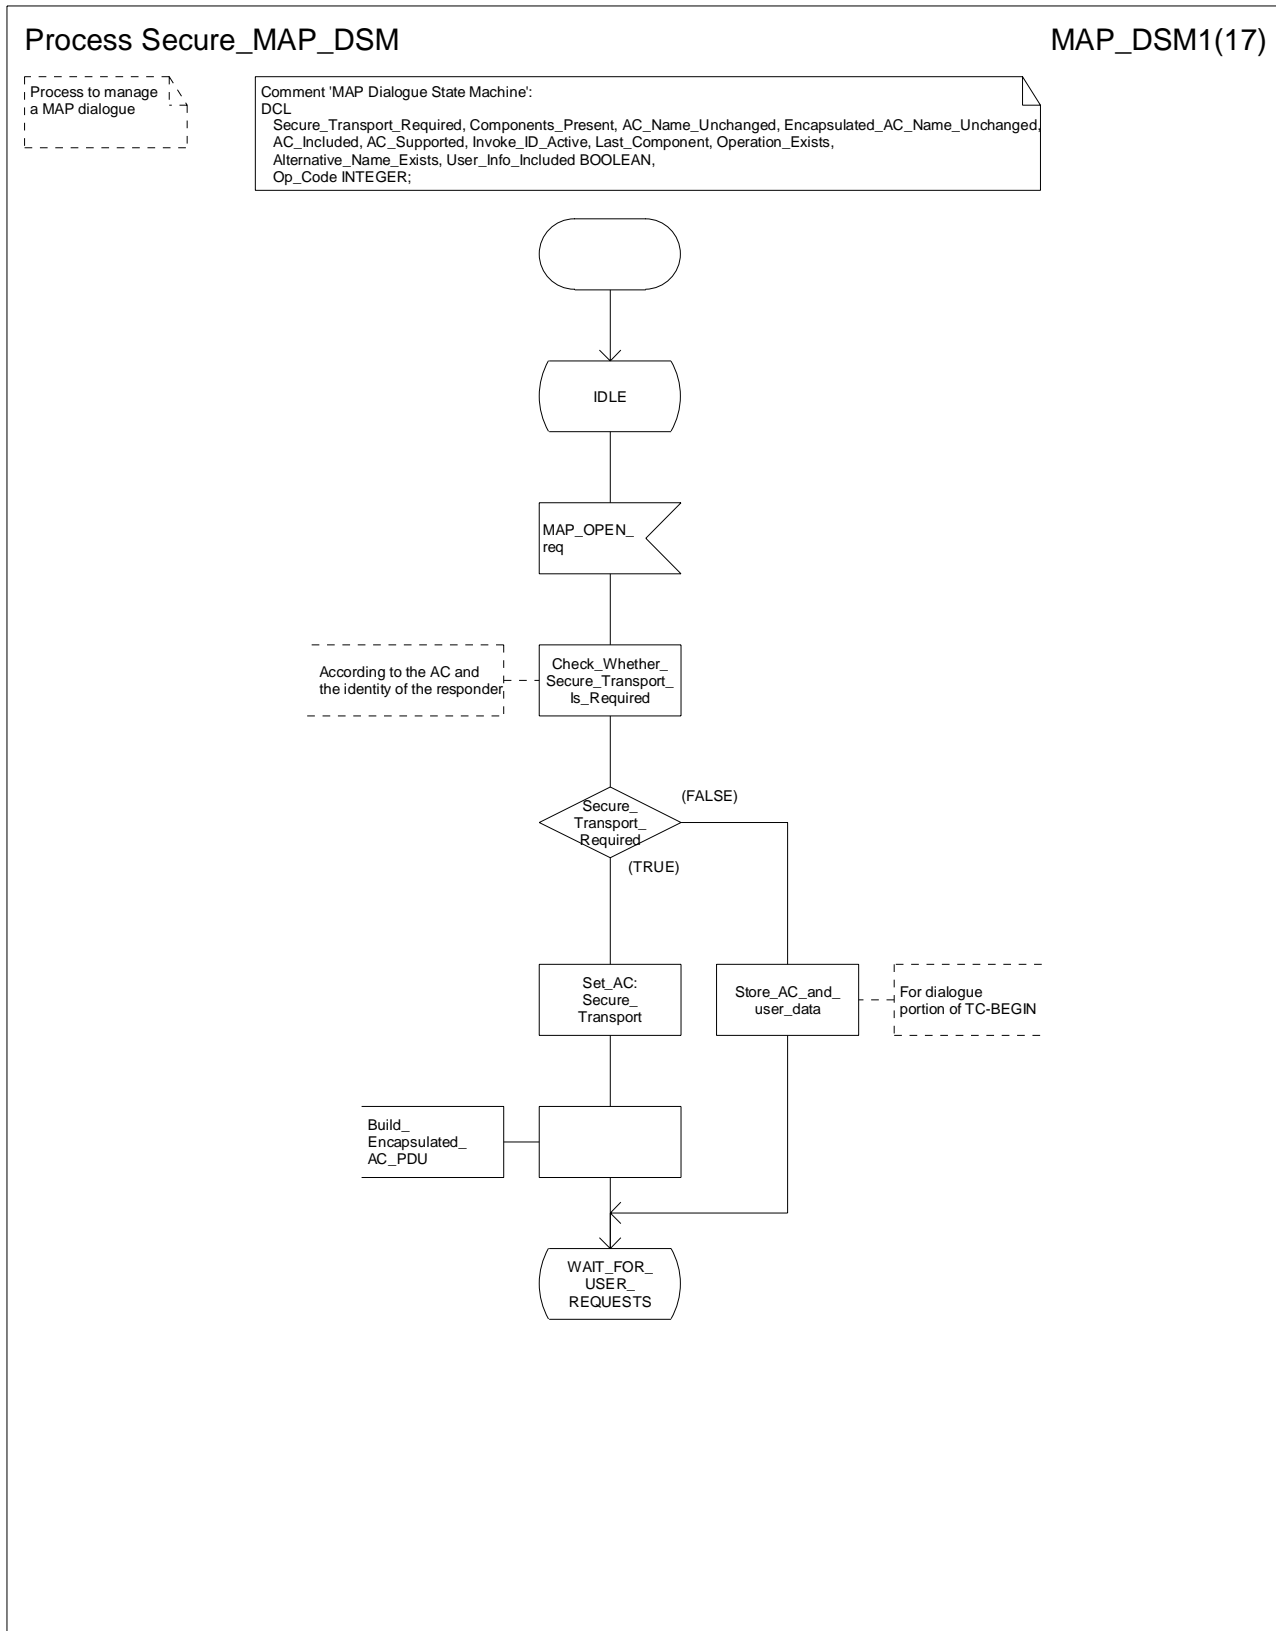 Process Secure_MAP_DSM
MAP_DSM1(17)
Process to manage
a MAP dialogue
Comment 'MAP Dialogue State Machine':
DCL
Secure_Transport_Required, Components_Present, AC_Name_Unchanged, Encapsulated_AC_Name_Unchanged,
AC_Included, AC_Supported, Invoke_ID_Active, Last_Component, Operation_Exists,
Alternative_Name_Exists, User_Info_Included BOOLEAN,
Op_Code INTEGER;
IDLE
MAP_OPEN_
req
According to the AC and
the identity of the responder
Check_Whether_
Secure_Transport_
Is_Required
Secure_
Transport_
Required
(FALSE)
(TRUE)
Set_AC:
Secure_
Transport
Store_AC_and_
user_data
For dialogue
portion of TC-BEGIN
Build_
Encapsulated_
AC_PDU
WAIT_FOR_
USER_
REQUESTS